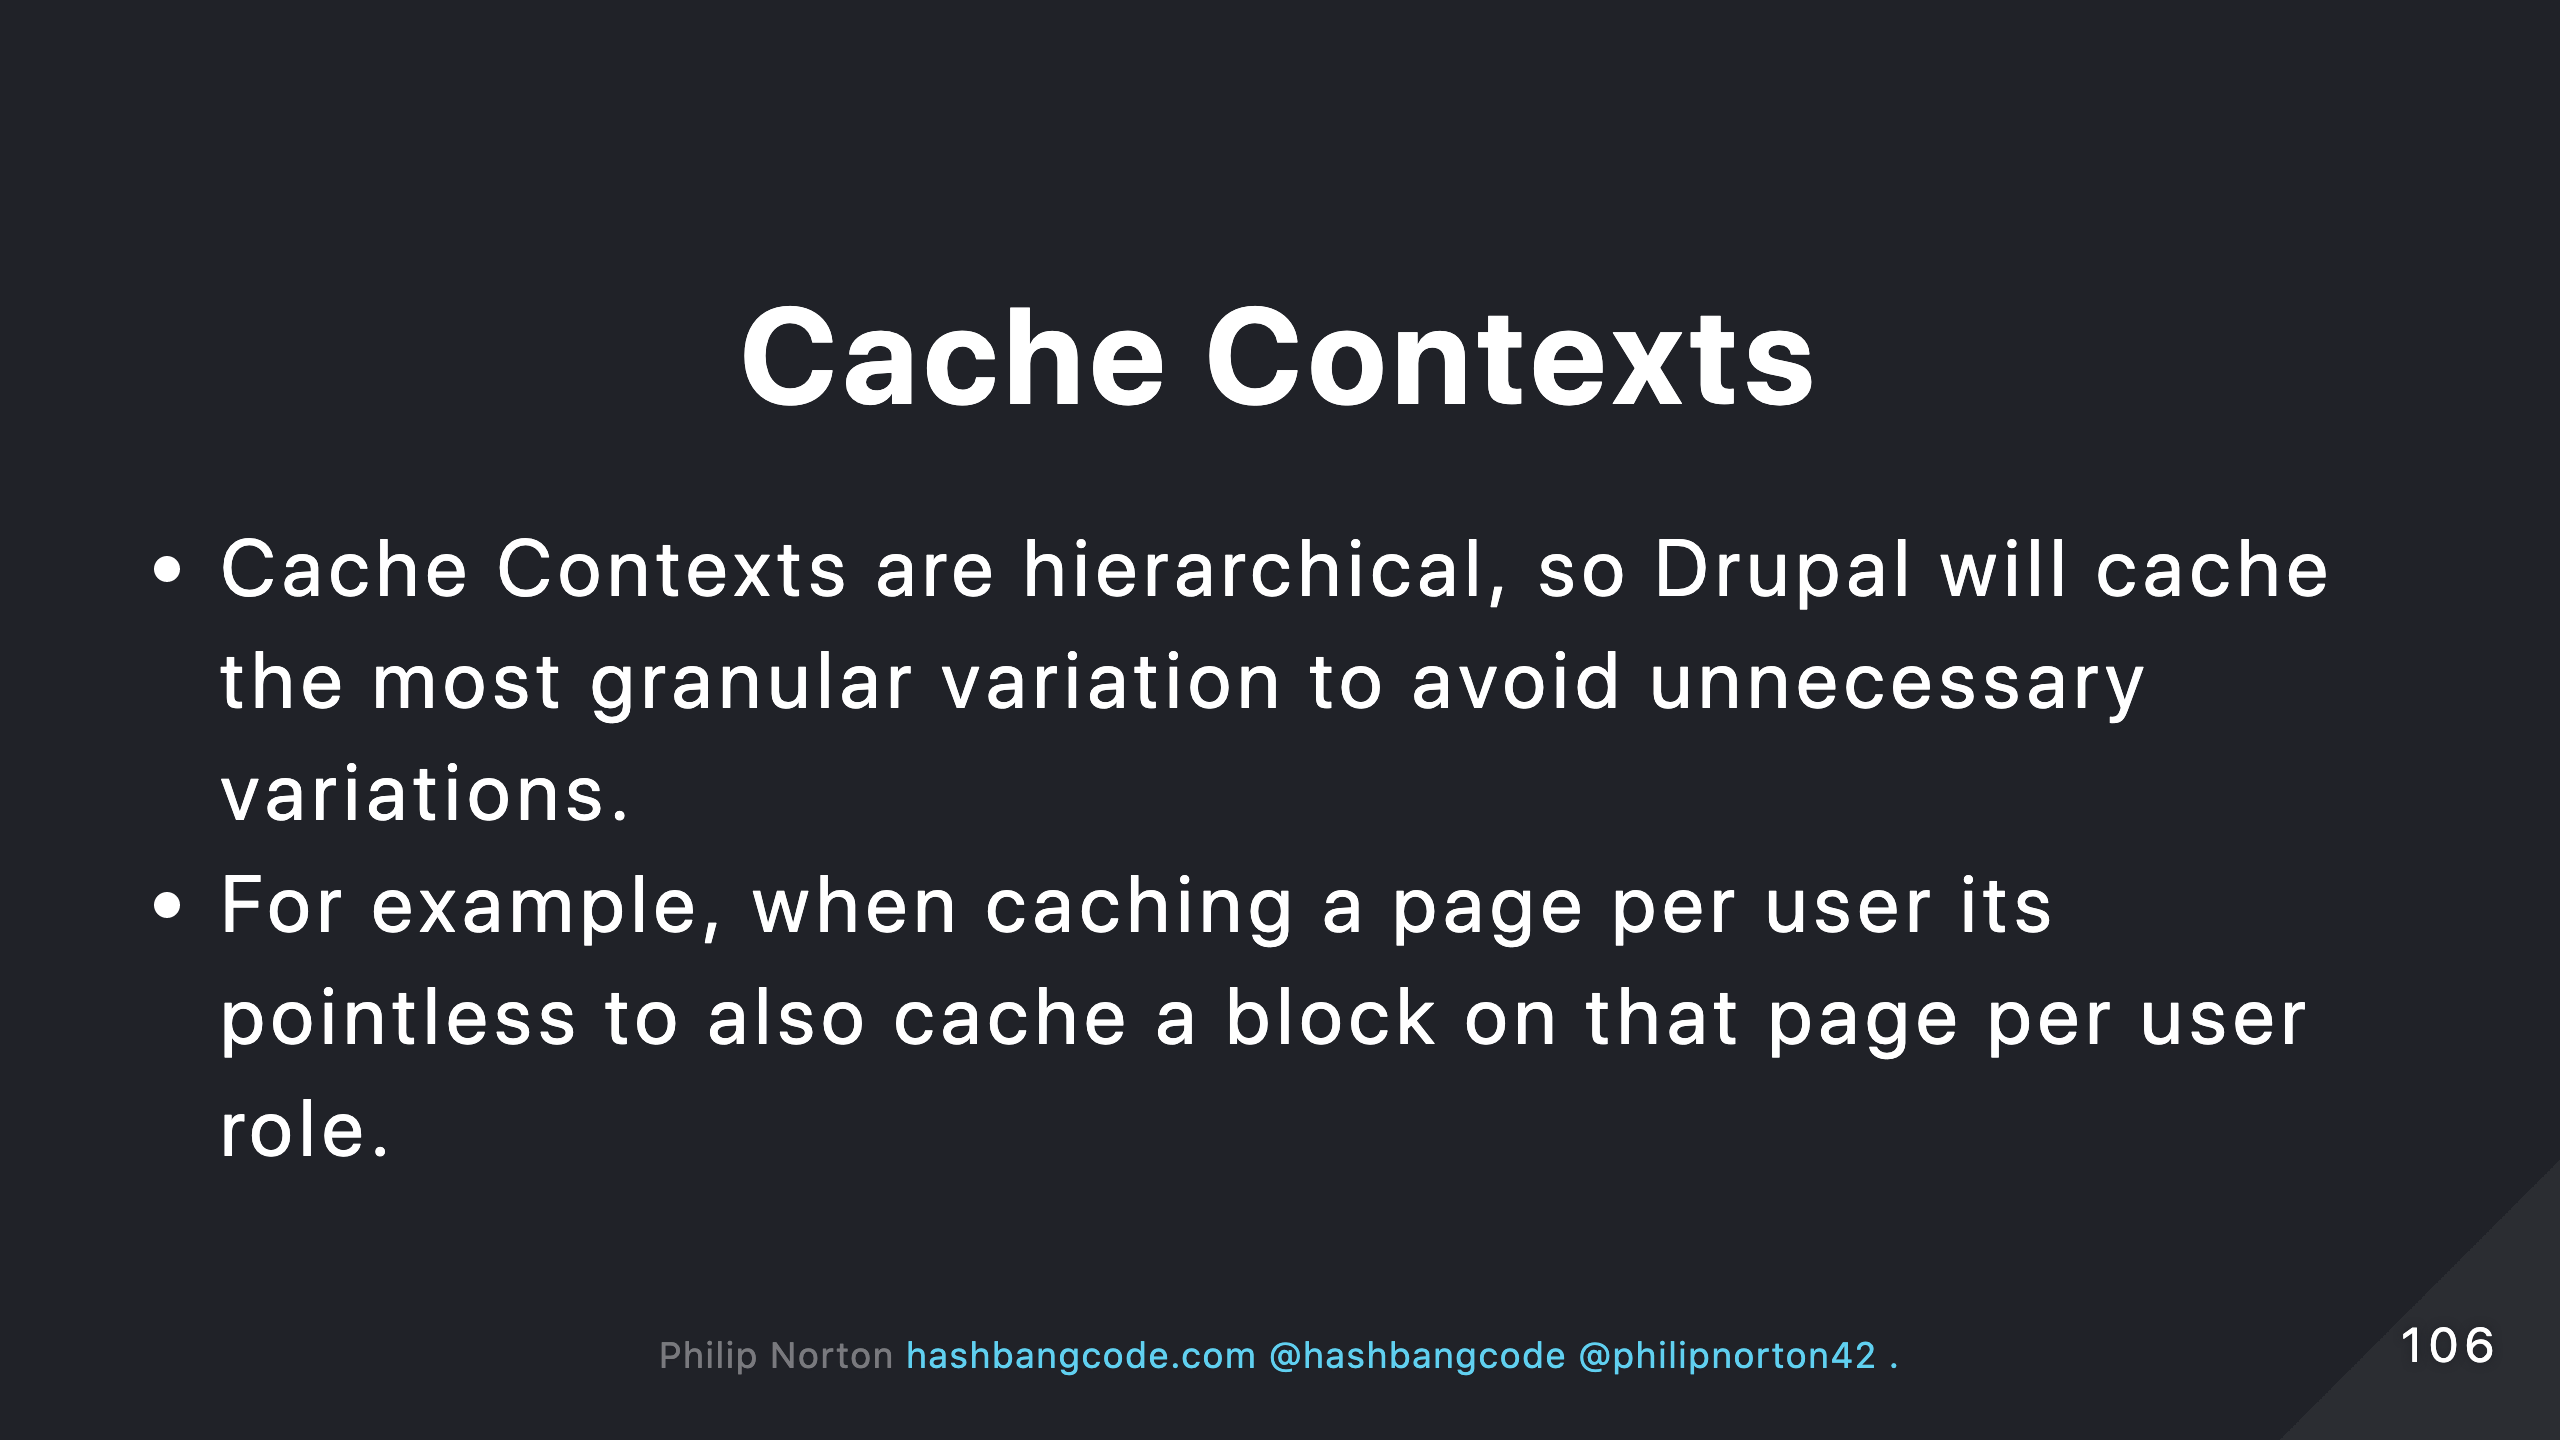 Cache Contexts
• Cache Contexts are hierarchical, so Drupal will cache
the most granular variation to avoid unnecessary
variations.
• For example, when caching a page per user its
pointless to also cache a block on that page per user
role.
Philip Norton hashbangcode.com @hashbangcode @philipnorton42 .
106